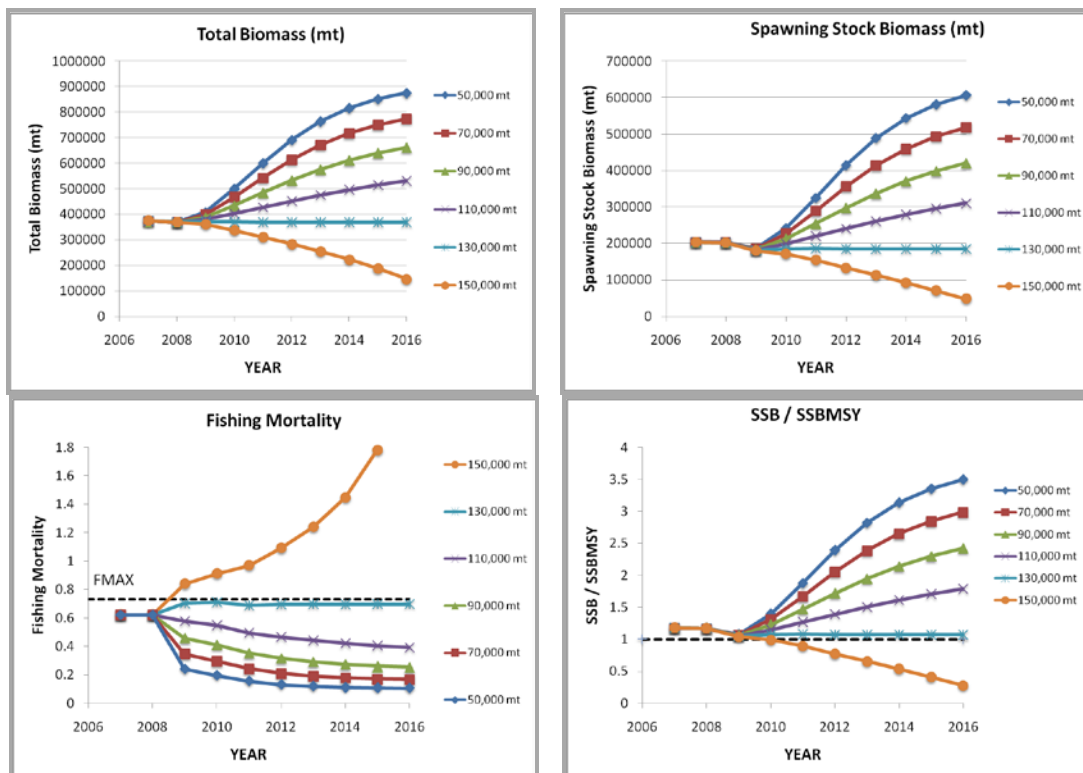 Total Biomass (mt)
Total Biomass (mt)
1000000
900000
800000
700000
600000
500000
400000
300000
200000
100000
0
2006 2008 2010 2012 2014 2016
YEAR
50,000 mt
70,000 mt
90,000 mt
110,000 mt
130,000 mt
150,000 mt
Spawning Stock Biomass (mt)
Spawning Stock Biomass (mt)
700000
600000
500000
400000
300000
200000
100000
0
2006 2008 2010 2012 2014 2016
YEAR
50,000 mt
70,000 mt
90,000 mt
110,000 mt
130,000 mt
150,000 mt
Fishing Mortality
Fishing Mortality
1.8
1.6
1.4
1.2
1
0.8
0.6
0.4
0.2
0
FMAX
2006 2008 2010 2012 2014 2016
YEAR
150,000 mt
130,000 mt
110,000 mt
90,000 mt
70,000 mt
50,000 mt
SSB / SSBMSY
SSB / SSBMSY
4
3.5
3
2.5
2
1.5
1
0.5
0
2006 2008 2010 2012 2014 2016
YEAR
50,000 mt
70,000 mt
90,000 mt
110,000 mt
130,000 mt
150,000 mt